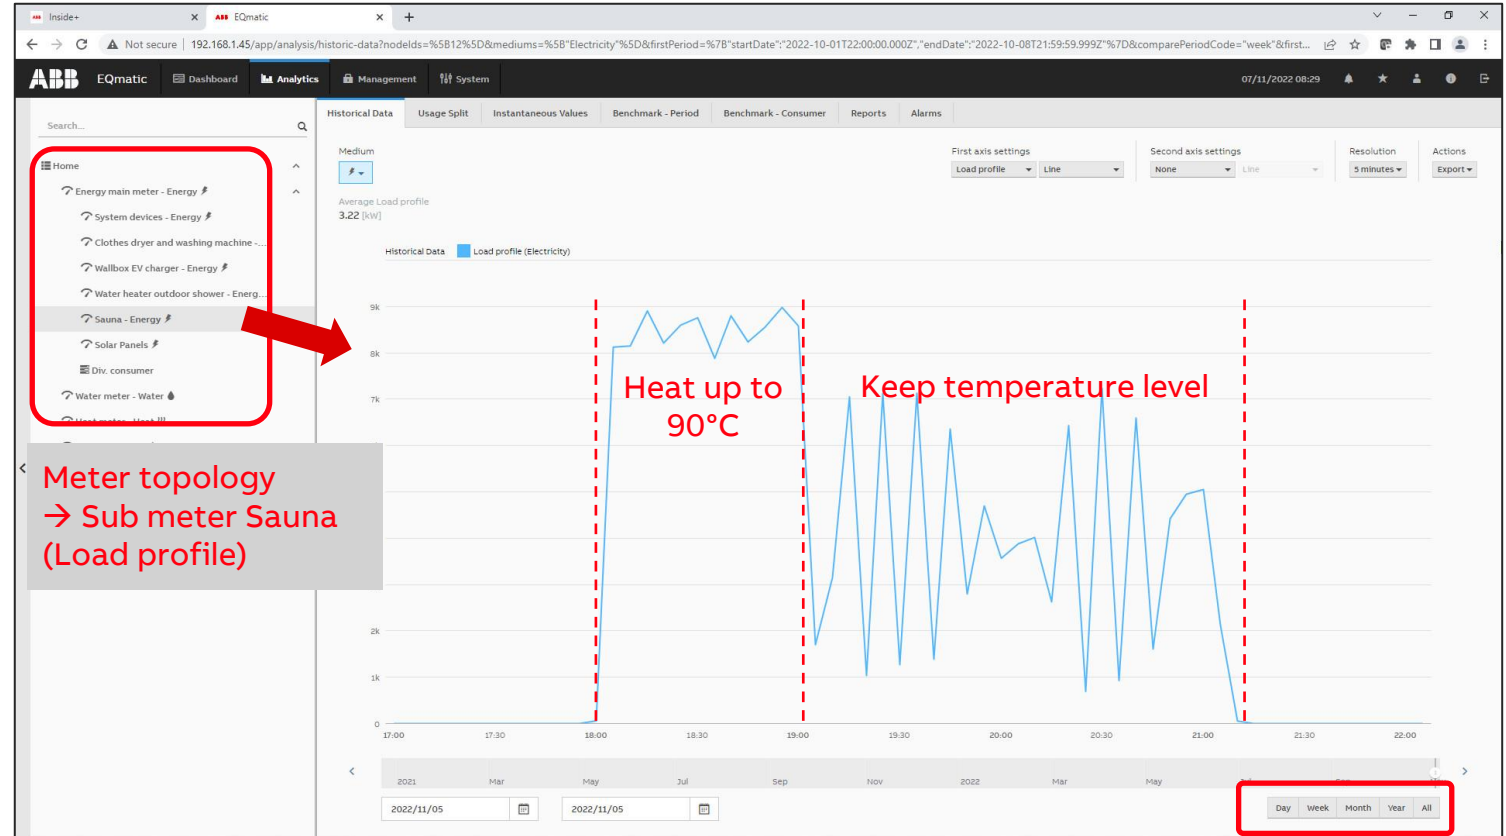 Inside+
ABB EQmatic
Not secure | 192.168.1.45/app/analysis/historic-data?nodeIds=%5B12%5D&mediums=%5B"Electricity"%5D&firstPeriod=%7B"startDate":"2022-10-01T22:00:00.000Z","endDate":"2022-10-08T21:59:59.999Z"%7D&comparePeriodCode="week"&first...
ABB EQmatic Dashboard Analytics Management System 07/11/2022 08:29
Search...
Historical Data Usage Split Instantaneous Values Benchmark - Period Benchmark - Consumer Reports Alarms
Home
Energy main meter - Energy
System devices - Energy
Clothes dryer and washing machine -...
Wallbox EV charger - Energy
Water heater outdoor shower - Energ...
Sauna - Energy
Solar Panels
Div. consumer
Water meter - Water
Heat meter - Heat
Meter topology
→ Sub meter Sauna
(Load profile)
Medium
First axis settings Second axis settings Resolution Actions
Load profile Line None Line 5 minutes Export
Average Load profile
3.22 [kW]
Historical Data Load profile (Electricity)
9k
8k
7k
2k
1k
0
Heat up to
90°C
Keep temperature level
17:00 17:30 18:00 18:30 19:00 19:30 20:00 20:30 21:00 21:30 22:00
2021 Mar May Jul Sep Nov 2022 Mar May
2022/11/05 2022/11/05
Day Week Month Year All